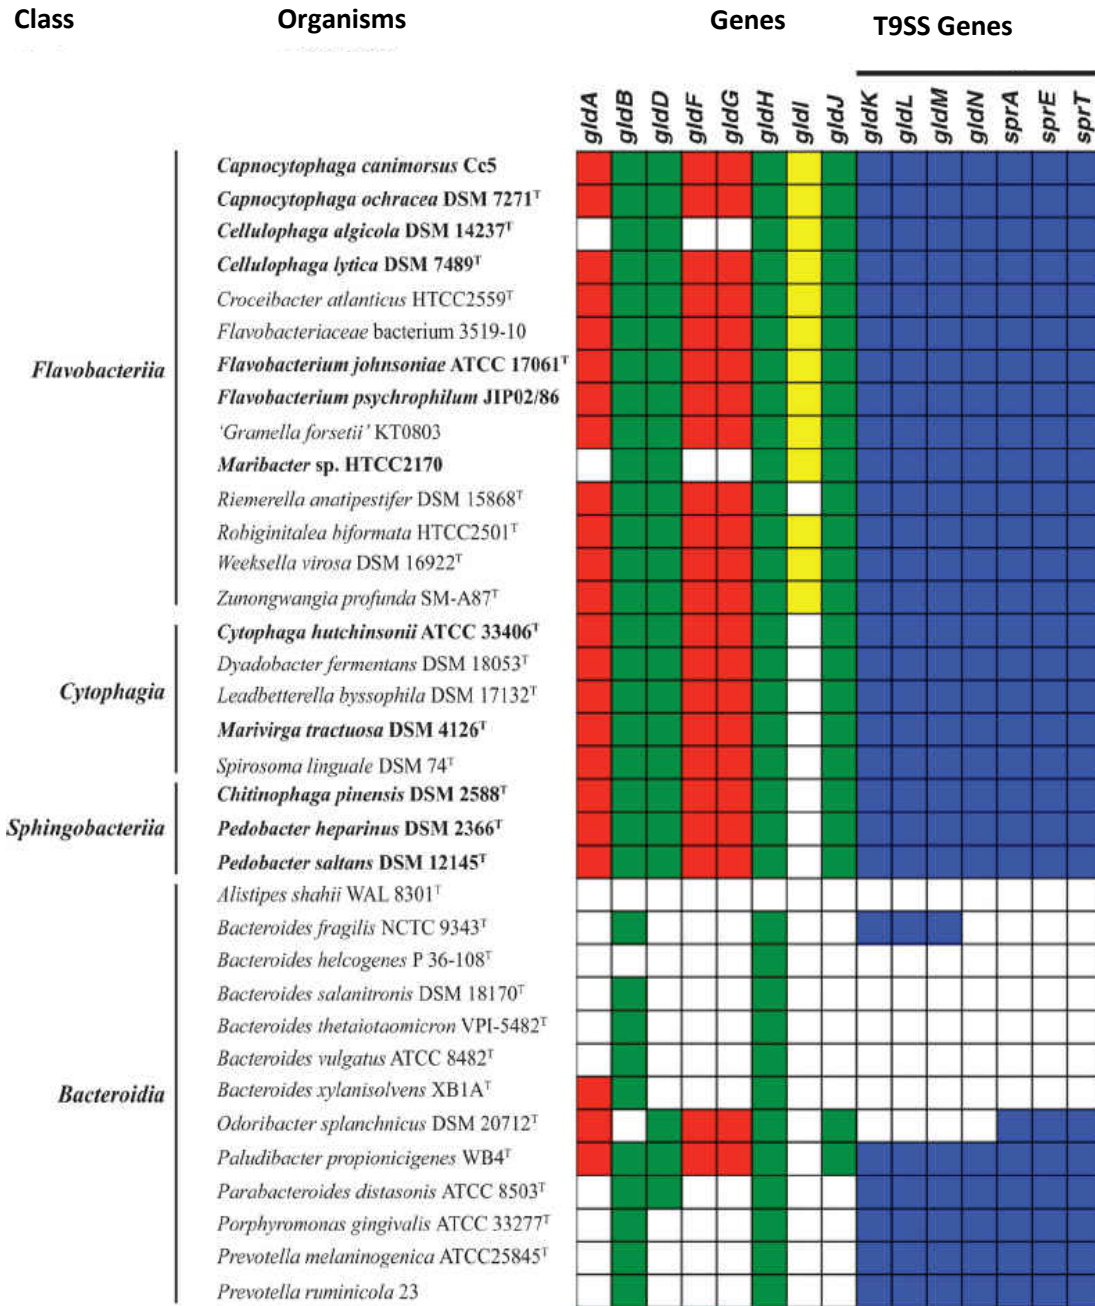 Class Organisms Genes T9SS Genes
gldA gldB gldD gldF gldG gldH gldI gldJ gldK gldL gldM gldN sprA sprE sprT
Capnocytophaga canimorsus Cc5
Capnocytophaga ochracea DSM 7271ᵀ
Cellulophaga algicola DSM 14237ᵀ
Cellulophaga lytica DSM 7489ᵀ
Croceibacter atlanticus HTCC2559ᵀ
Flavobacteriaceae bacterium 3519-10
Flavobacteriia Flavobacterium johnsoniae ATCC 17061ᵀ
Flavobacterium psychrophilum JIP02/86
‘Gramella forsetii’ KT0803
Maribacter sp. HTCC2170
Riemerella anatipestifer DSM 15868ᵀ
Robiginitalea biformata HTCC2501ᵀ
Weeksella virosa DSM 16922ᵀ
Zunongwangia profunda SM-A87ᵀ
Cytophaga hutchinsonii ATCC 33406ᵀ
Dyadobacter fermentans DSM 18053ᵀ
Cytophagia Leadbetterella byssophila DSM 17132ᵀ
Marivirga tractuosa DSM 4126ᵀ
Spirosoma linguale DSM 74ᵀ
Chitinophaga pinensis DSM 2588ᵀ
Sphingobacteriia Pedobacter heparinus DSM 2366ᵀ
Pedobacter saltans DSM 12145ᵀ
Alistipes shahii WAL 8301ᵀ
Bacteroides fragilis NCTC 9343ᵀ
Bacteroides helcogenes P 36-108ᵀ
Bacteroides salanitronis DSM 18170ᵀ
Bacteroides thetaiotaomicron VPI-5482ᵀ
Bacteroides vulgatus ATCC 8482ᵀ
Bacteroidia Bacteroides xylanisolvens XB1Aᵀ
Odoribacter splanchnicus DSM 20712ᵀ
Paludibacter propionicigenes WB4ᵀ
Parabacteroides distasonis ATCC 8503ᵀ
Porphyromonas gingivalis ATCC 33277ᵀ
Prevotella melaninogenica ATCC25845ᵀ
Prevotella ruminicola 23